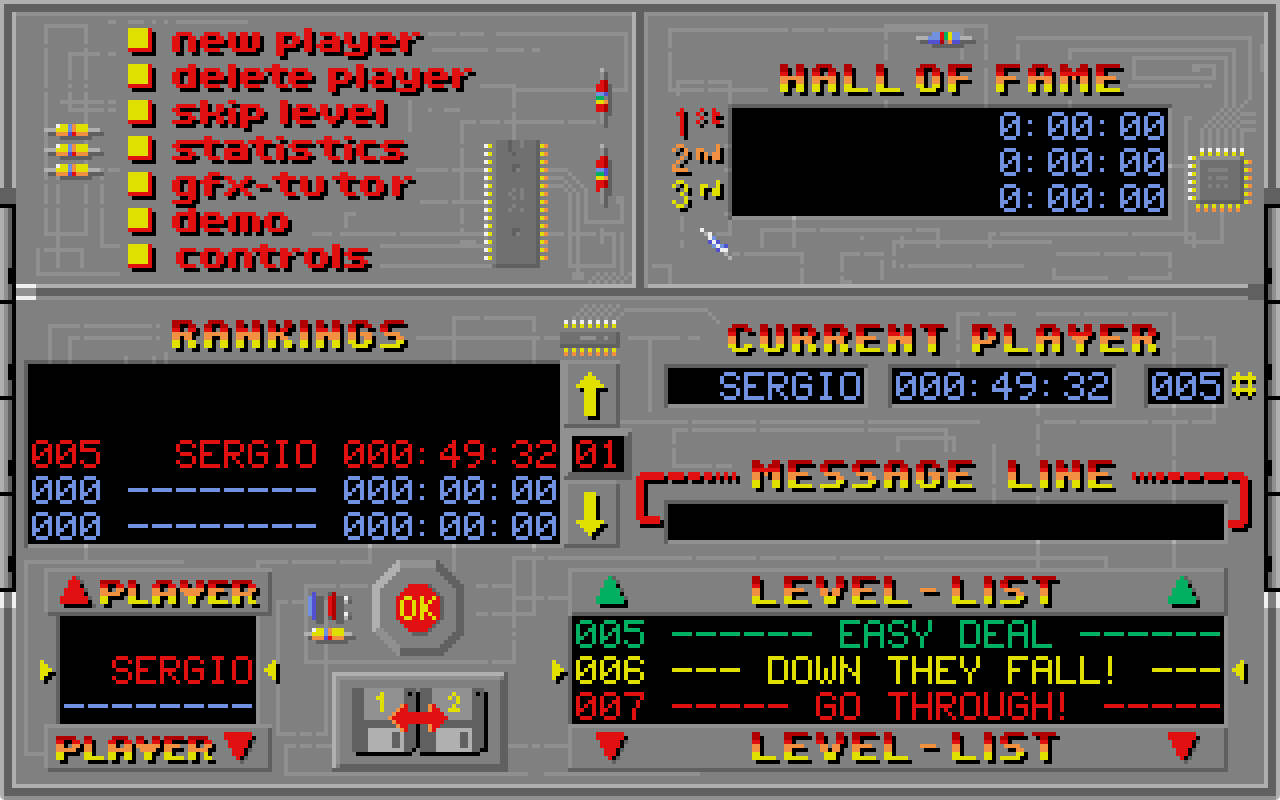 new player
delete player
skip level
statistics
gfx-tutor
demo
controls
HALL OF FAME
1st 0:00:00
2nd 0:00:00
3rd 0:00:00
RANKINGS
005 SERGIO 000:49:32
000 -------- 000:00:00
000 -------- 000:00:00
01
CURRENT PLAYER
SERGIO 000:49:32 005 #
MESSAGE LINE
PLAYER
SERGIO
--------
PLAYER
OK
1 2
LEVEL-LIST
005 ------ EASY DEAL ------
006 --- DOWN THEY FALL! ---
007 ----- GO THROUGH! -----
LEVEL-LIST